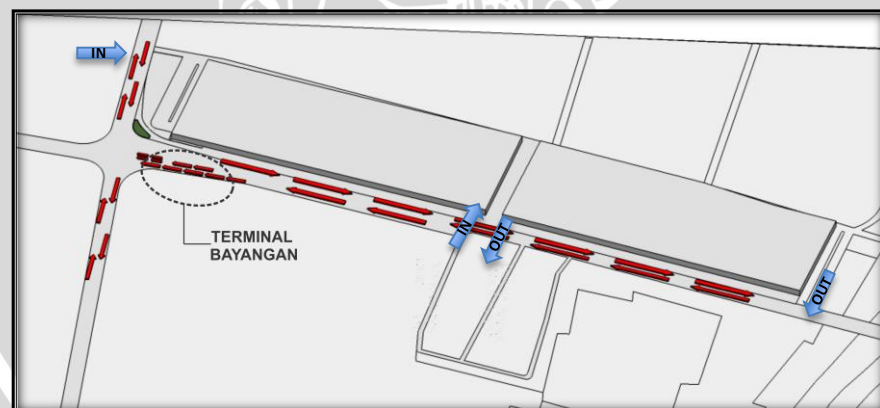 IN
TERMINAL
BAYANGAN
IN
OUT
OUT